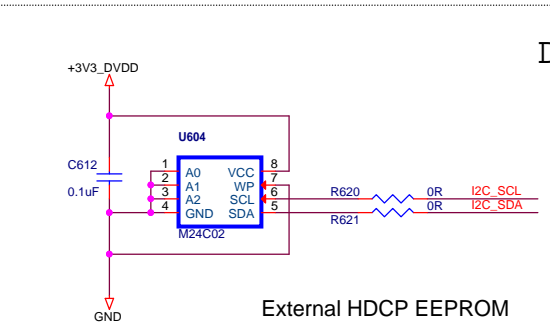 +3V3_DVDD
U604
C612
0.1uF
1 A0 VCC 8
2 A1 WP 7
3 A2 SCL 6
4 GND SDA 5
M24C02
R620 0R I2C_SCL
R621 0R I2C_SDA
GND
External HDCP EEPROM